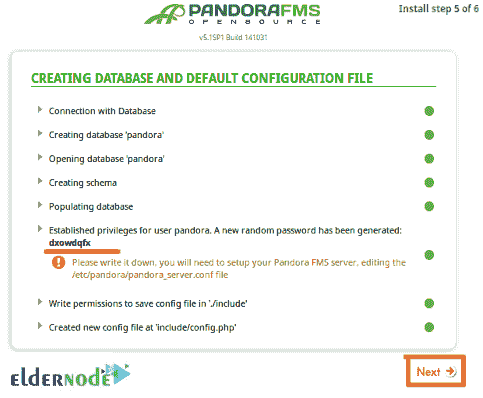 PANDORAFMS
OPENSOURCE
Install step 5 of 6
v5.1SP1 Build 141031
CREATING DATABASE AND DEFAULT CONFIGURATION FILE
Connection with Database
Creating database 'pandora'
Opening database 'pandora'
Creating schema
Populating database
Established privileges for user pandora. A new random password has been generated:
dxowdqfx
Please write it down, you will need to setup your Pandora FMS server, editing the
/etc/pandora/pandora_server.conf file
Write permissions to save config file in './include'
Created new config file at 'include/config.php'
ELDERNODE
Next